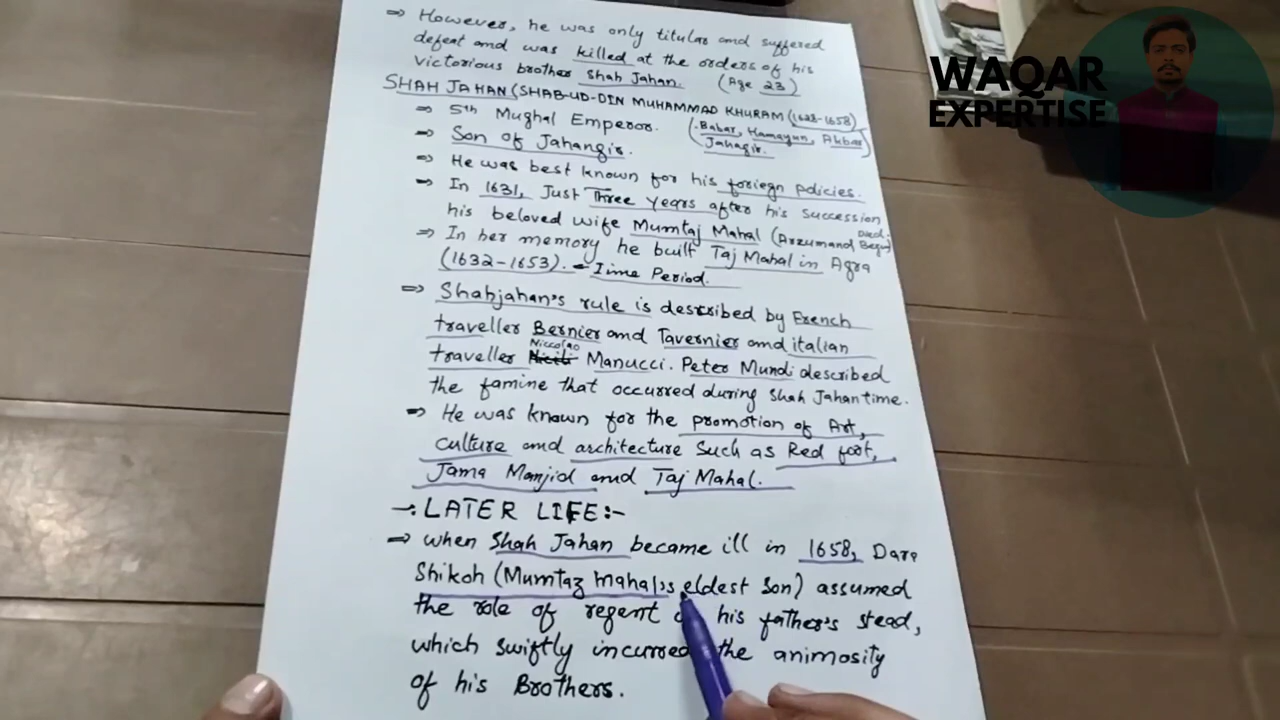 ⇒ However, he was only titular and suffered
defeat and was killed at the orders of his
victorious brother Shah Jahan. (Age 23)
SHAH JAHAN (SHAB-UD-DIN MUHAMMAD KHURAM (1628-1658)
⇒ 5th Mughal Emperor. (Babar, Hamayun, Akbar
Jahagir.
⇒ Son of Jahangir.
⇒ He was best known for his foriegn policies.
⇒ In 1631, Just Three years after his succession
his beloved wife Mumtaj Mahal (Arzumand Begum) died.
⇒ In her memory he built Taj Mahal in Agra
(1632-1653). - Time Period.
⇒ Shahjahan's rule is described by French
traveller Bernier and Tavernier and italian
traveller Niccolao Manucci. Peter Mundi described
the famine that occurred during Shah Jahan time.
⇒ He was known for the promotion of Art,
culture and architecture such as Red foot,
Jama Manjid and Taj Mahal.
→: LATER LIFE:-
⇒ when Shah Jahan became ill in 1658, Dara
Shikoh (Mumtaz mahal's eldest son) assumed
the role of regent his father's stead,
which swiftly incurred the animosity
of his Brothers.
WAQAR
EXPERTISE